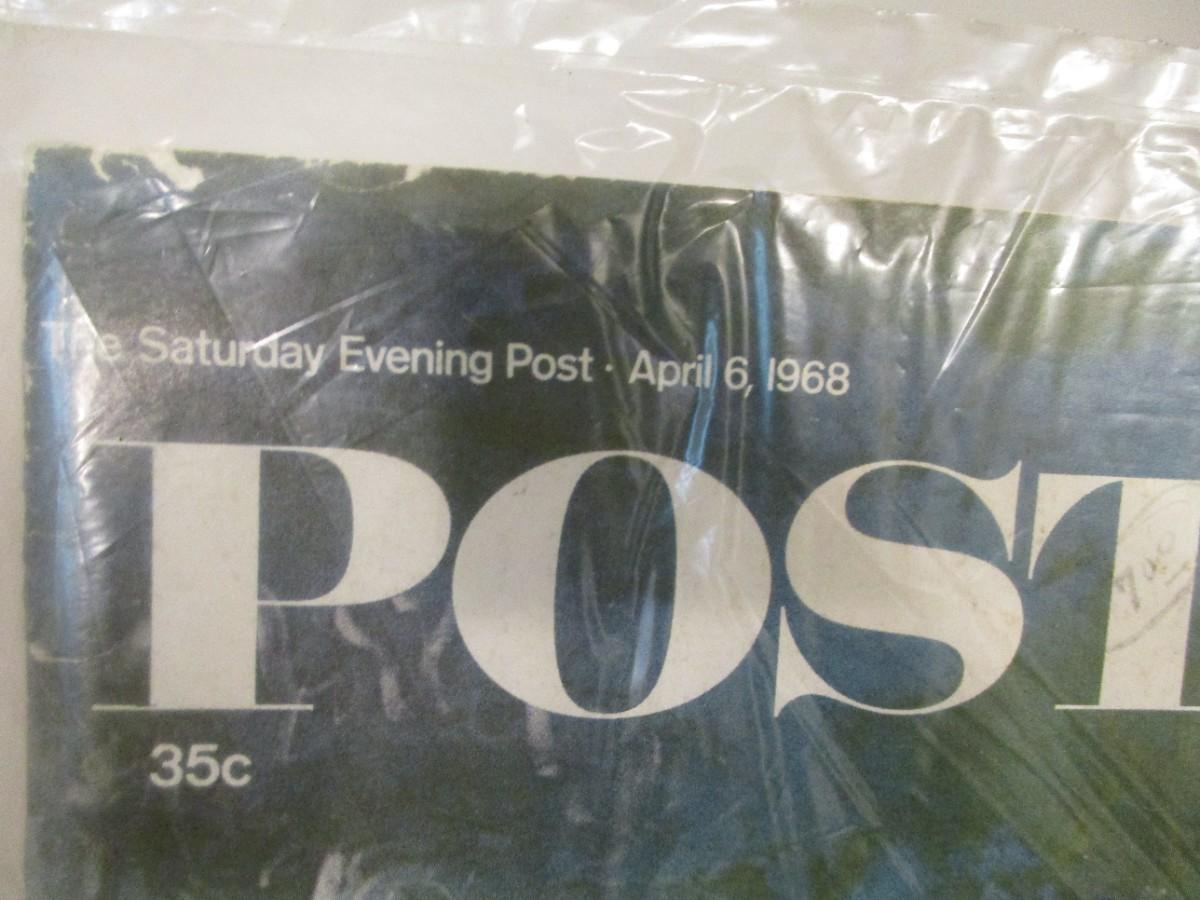 The Saturday Evening Post · April 6, 1968
POST
35c